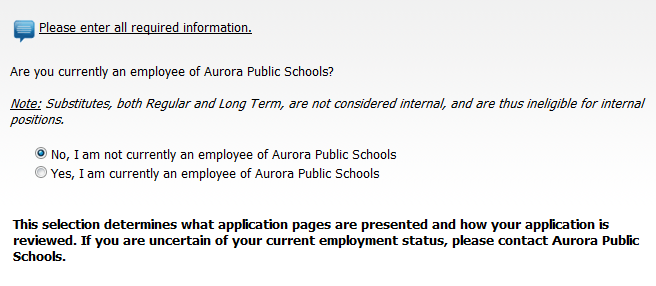 Please enter all required information.
Are you currently an employee of Aurora Public Schools?
Note: Substitutes, both Regular and Long Term, are not considered internal, and are thus ineligible for internal
positions.
No, I am not currently an employee of Aurora Public Schools
Yes, I am currently an employee of Aurora Public Schools
This selection determines what application pages are presented and how your application is
reviewed. If you are uncertain of your current employment status, please contact Aurora Public
Schools.